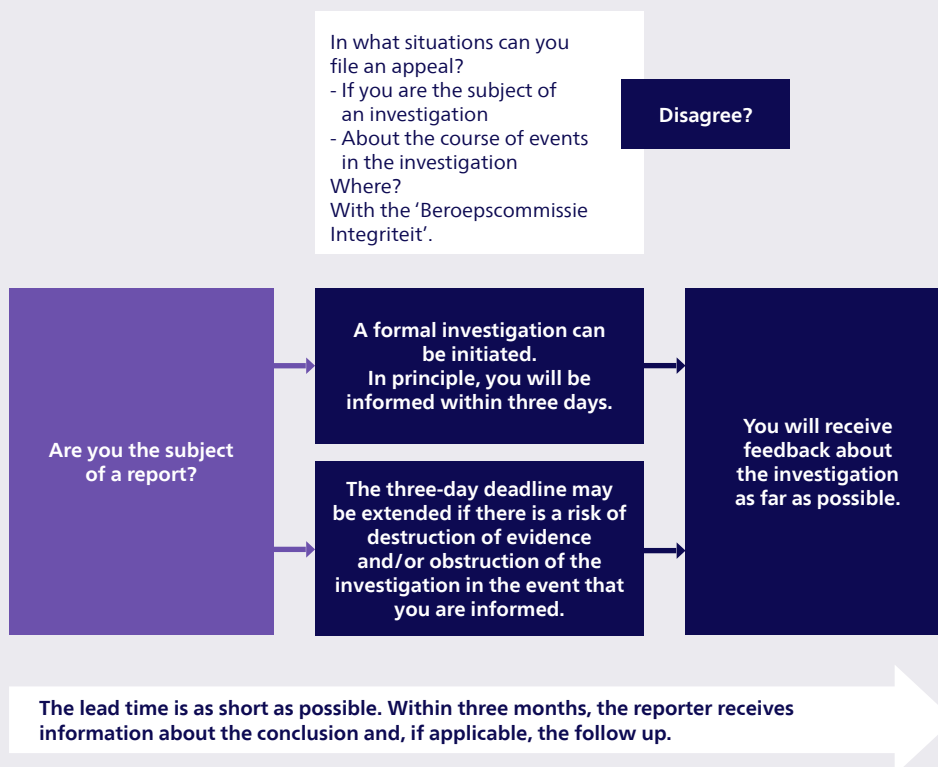 In what situations can you
file an appeal?
- If you are the subject of
an investigation
- About the course of events
in the investigation
Where?
With the ‘Beroepscommissie
Integriteit’.
Disagree?
Are you the subject
of a report?
A formal investigation can
be initiated.
In principle, you will be
informed within three days.
The three-day deadline may
be extended if there is a risk of
destruction of evidence
and/or obstruction of the
investigation in the event that
you are informed.
You will receive
feedback about
the investigation
as far as possible.
The lead time is as short as possible. Within three months, the reporter receives
information about the conclusion and, if applicable, the follow up.